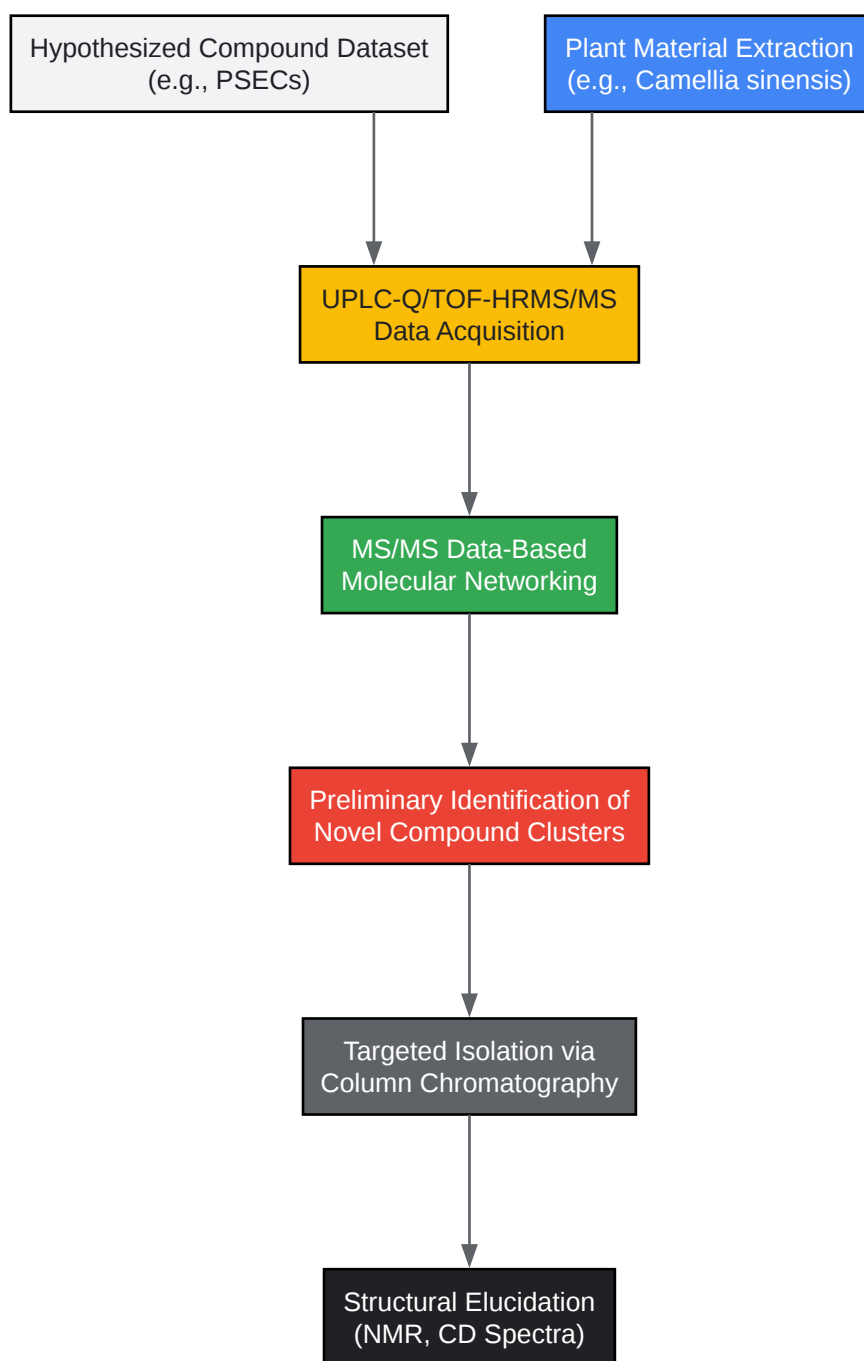 Hypothesized Compound Dataset
(e.g., PSECs)
Plant Material Extraction
(e.g., Camellia sinensis)
UPLC-Q/TOF-HRMS/MS
Data Acquisition
MS/MS Data-Based
Molecular Networking
Preliminary Identification of
Novel Compound Clusters
Targeted Isolation via
Column Chromatography
Structural Elucidation
(NMR, CD Spectra)